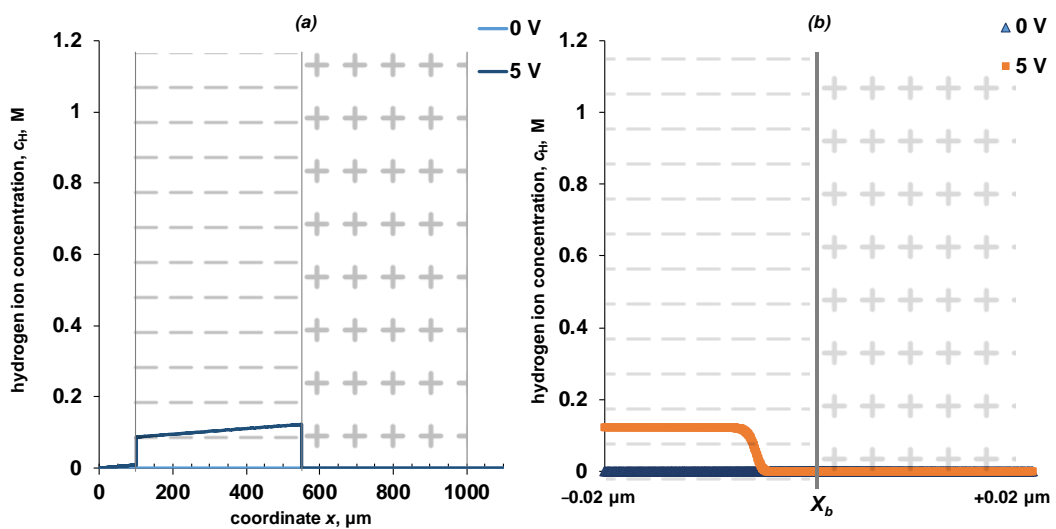 (a)
0 V
5 V
hydrogen ion concentration, cH, M
1.2
1
0.8
0.6
0.4
0.2
0
0 200 400 600 800 1000
coordinate x, µm
(b)
0 V
5 V
hydrogen ion concentration, cH, M
1.2
1
0.8
0.6
0.4
0.2
0
−0.02 µm Xb +0.02 µm